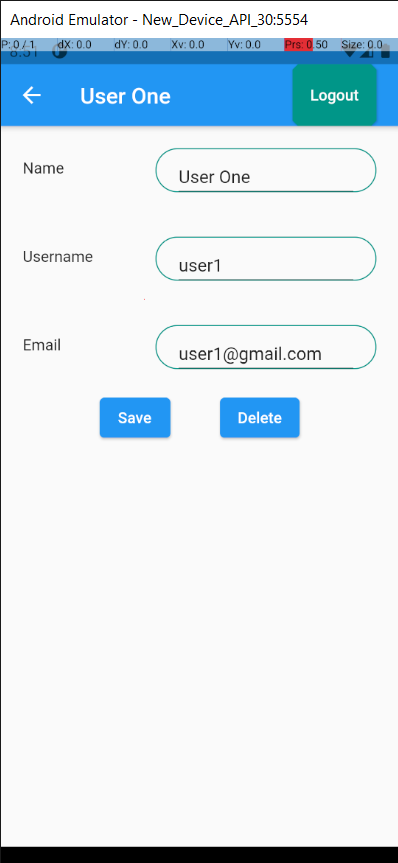 Android Emulator - New_Device_API_30:5554
P: 0 / 1 dX: 0.0 dY: 0.0 Xv: 0.0 Yv: 0.0 Prs: 0.50 Size: 0.0
User One Logout
Name User One
Username user1
Email user1@gmail.com
Save Delete